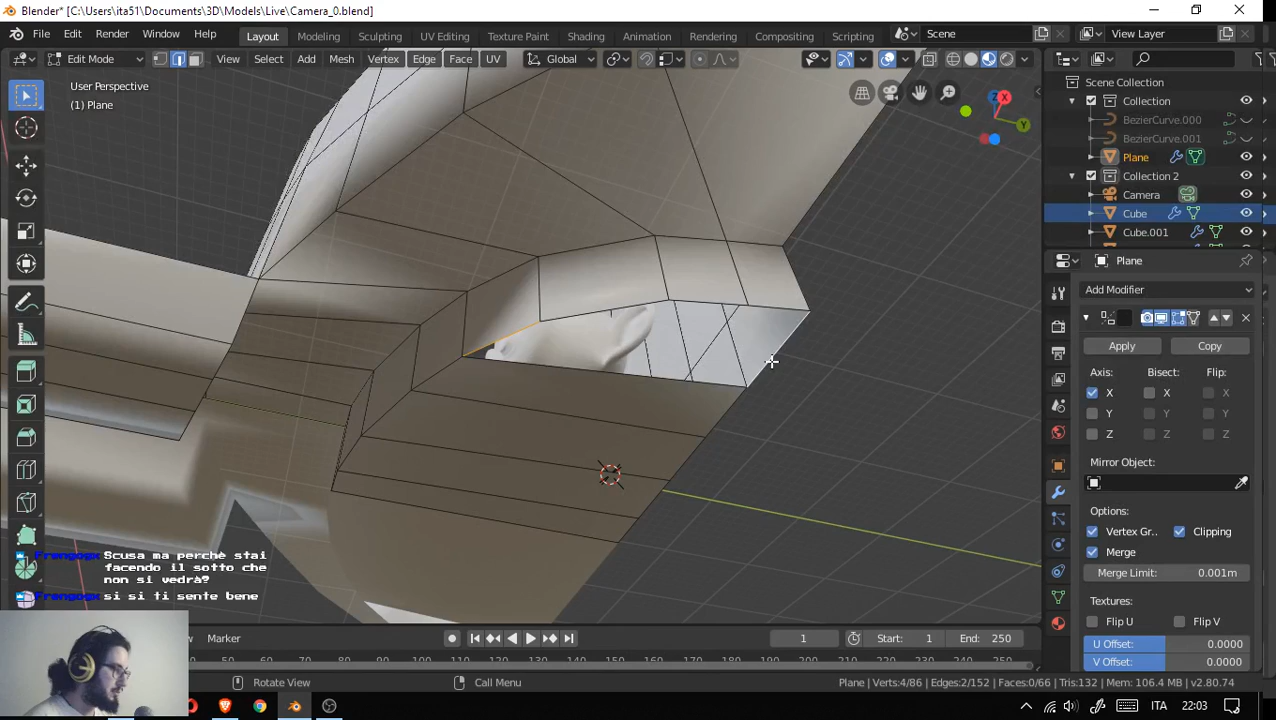 Blender* [C:\Users\ita51\Documents\3D\Models\Live\Camera_0.blend]
File Edit Render Window Help Layout Modeling Sculpting UV Editing Texture Paint Shading Animation Rendering Compositing Scripting Scene View Layer
Edit Mode View Select Add Mesh Vertex Edge Face UV Global
User Perspective
(1) Plane
X
Y
Z
Scene Collection
Collection
BezierCurve.000
BezierCurve.001
Plane
Collection 2
Camera
Cube
Cube.001
Plane
Add Modifier
Apply Copy
Axis: Bisect: Flip:
X X X
Y Y Y
Z Z Z
Mirror Object:
Options:
Vertex Gr.. Clipping
Merge
Merge Limit: 0.001m
Textures:
Flip U Flip V
U Offset: 0.0000
V Offset: 0.0000
Frangogx Scusa ma perchè stai
facendo il sotto che
non si vedrà?
Frangogx si si ti sente bene
Marker 1 Start: 1 End: 250
50 60 70 80 90 100 110 120 130 140 150 160 170 180 190 200 210 220 230 240 250
Rotate View Call Menu Plane | Verts:4/86 | Edges:2/152 | Faces:0/66 | Tris:132 | Mem: 106.4 MB | v2.80.74
ITA 22:03